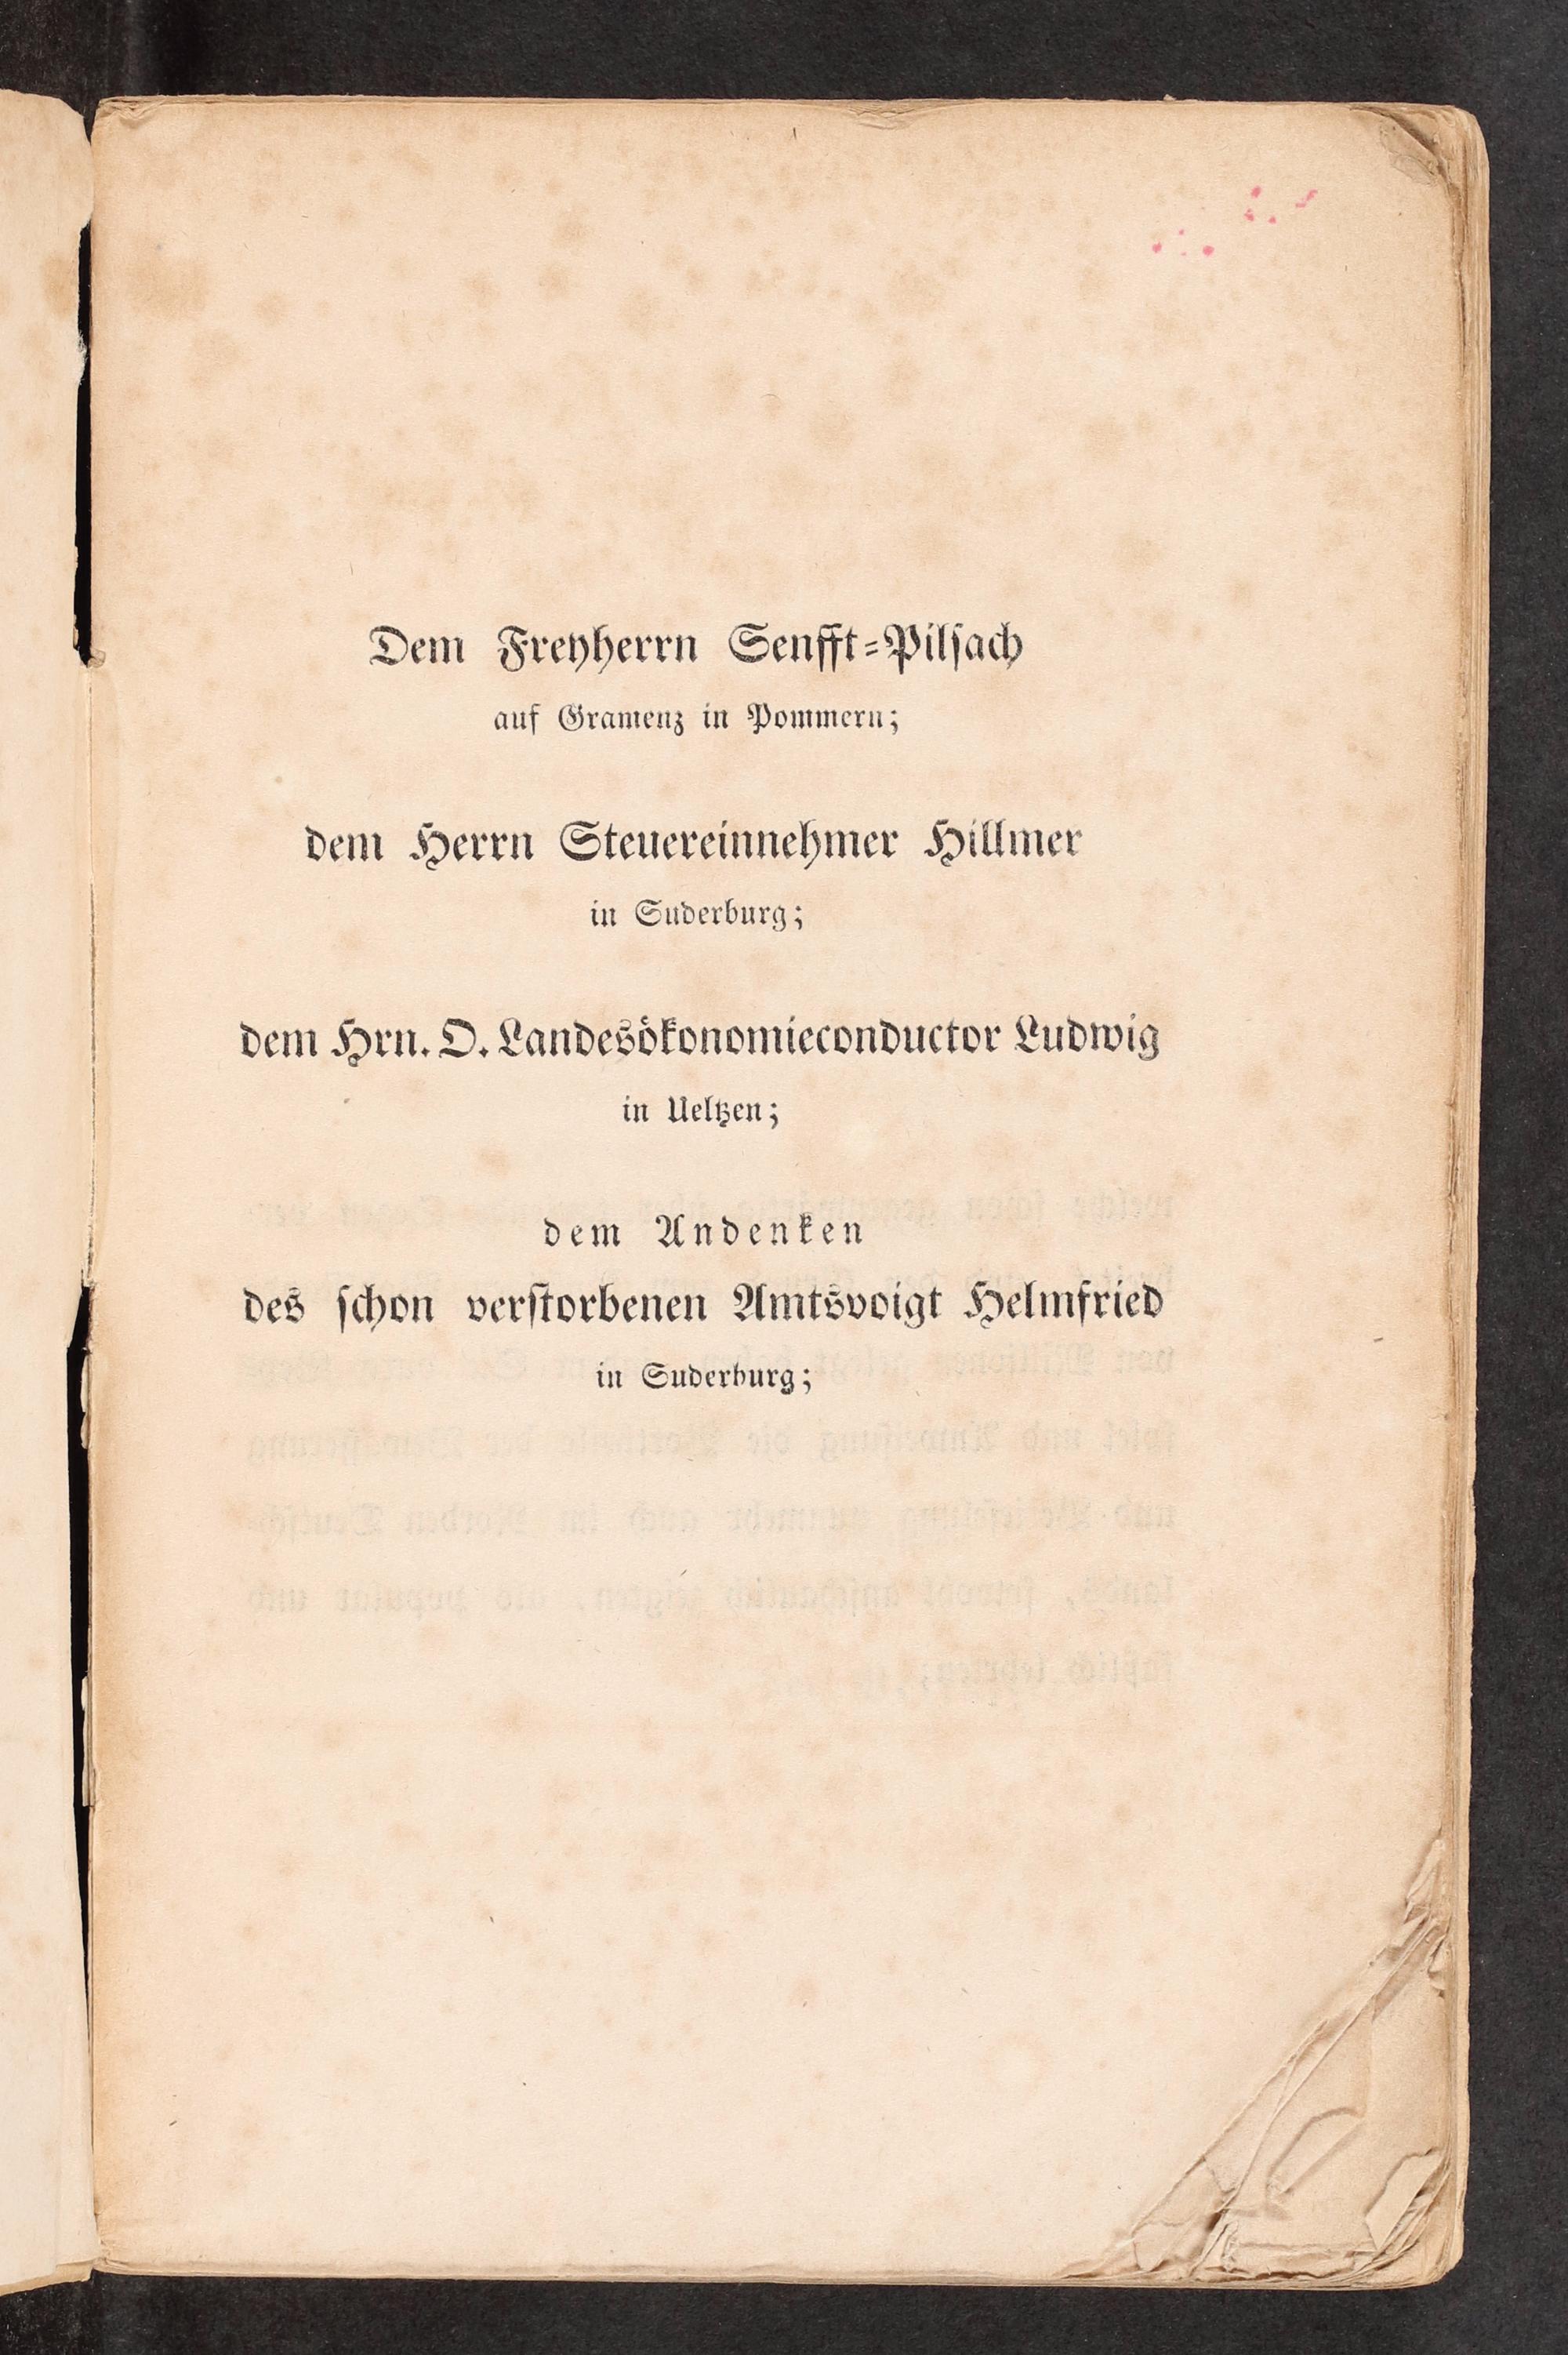 Dem Freyherrn Senfft-Pilsach
auf Gramenz in Pommern;
dem Herrn Steuereinnehmer Hillmer
in Suderburg;
dem Hrn. O. Landesökonomieconductor Ludwig
in Ueltzen;
dem Andenken
des schon verstorbenen Amtsvoigt Helmfried
in Suderburg;